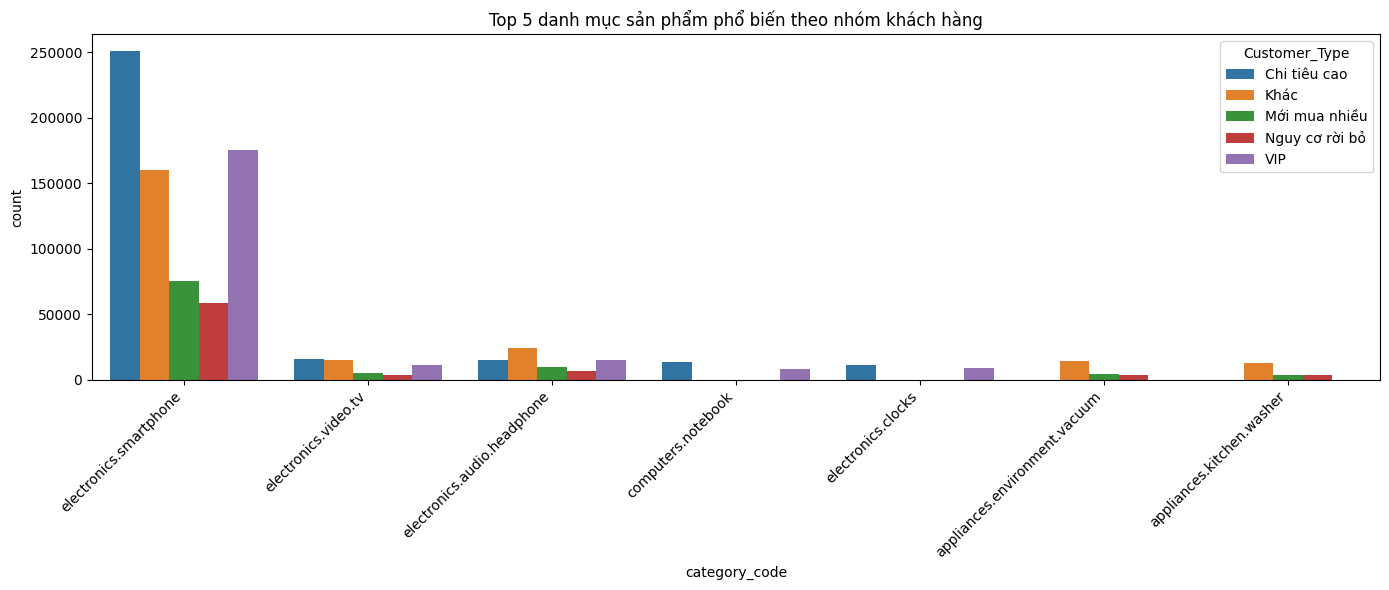 Top 5 danh mục sản phẩm phổ biến theo nhóm khách hàng
Customer_Type
Chi tiêu cao
Khác
Mới mua nhiều
Nguy cơ rời bỏ
VIP
count
250000
200000
150000
100000
50000
0
electronics.smartphone
electronics.video.tv
electronics.audio.headphone
computers.notebook
electronics.clocks
appliances.environment.vacuum
appliances.kitchen.washer
category_code